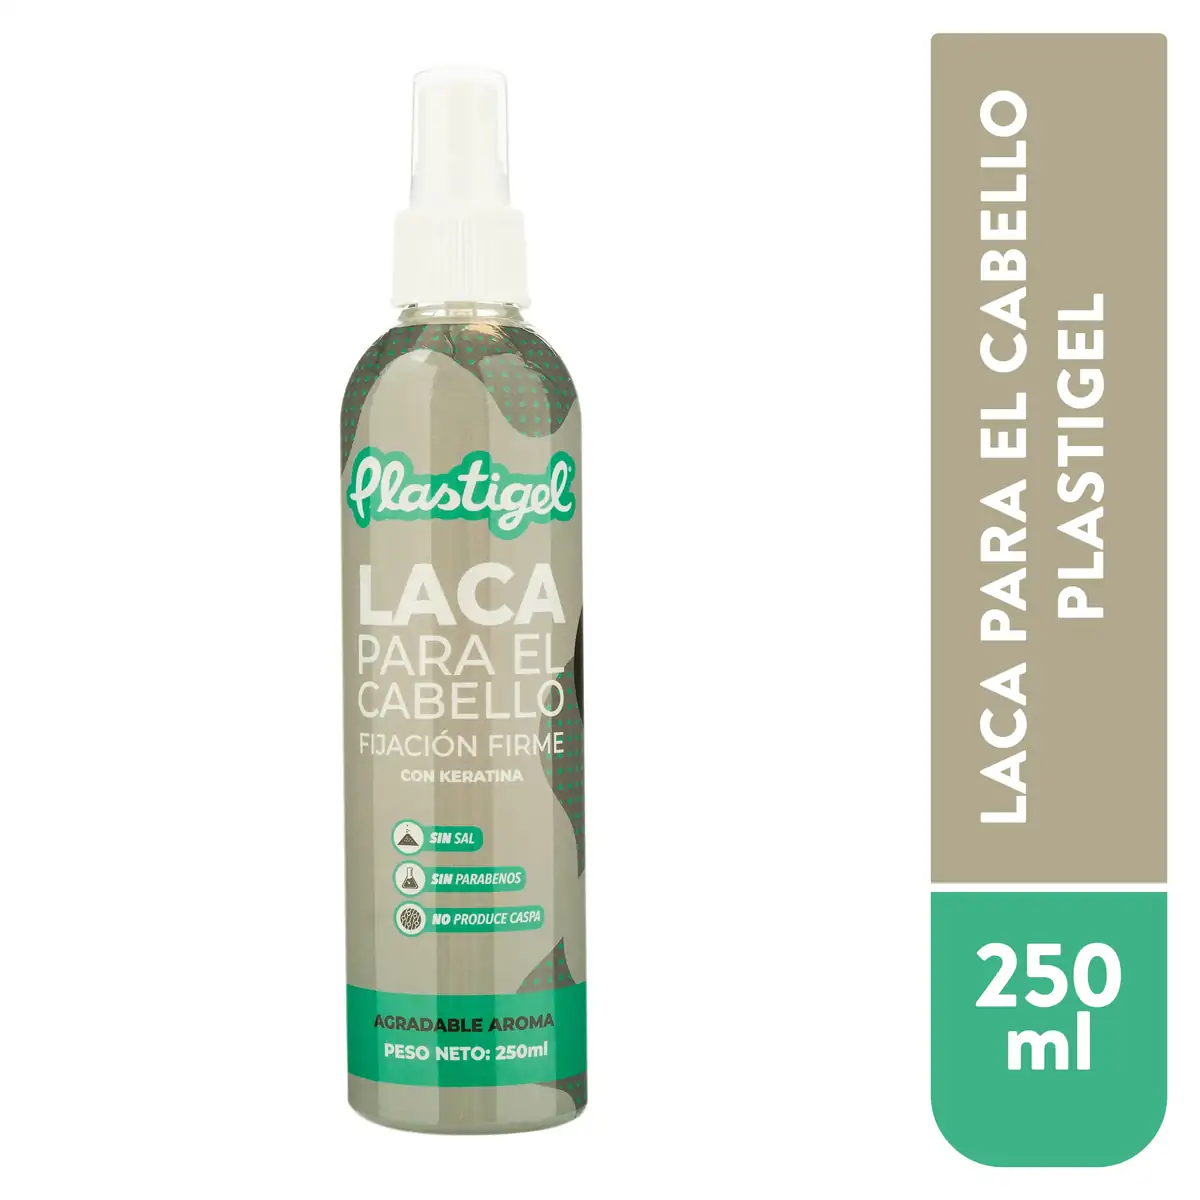 Plastigel
LACA
PARA EL
CABELLO
FIJACIÓN FIRME
CON KERATINA
SIN SAL
SIN PARABENOS
NO PRODUCE CASPA
AGRADABLE AROMA
PESO NETO: 250ml
LACA PARA EL CABELLO
PLASTIGEL
250
ml